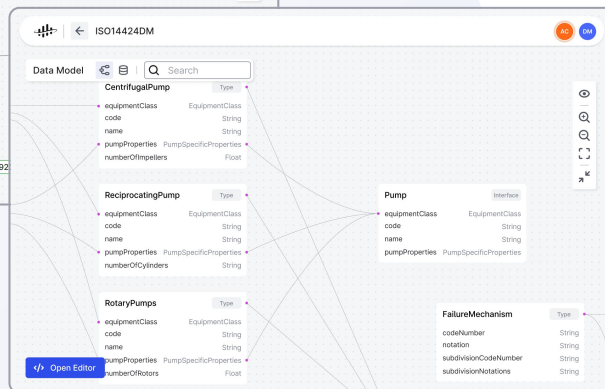 ISO14424DM
AC
DM
Data Model
Search
CentrifugalPump Type
equipmentClass EquipmentClass
code String
name String
pumpProperties PumpSpecificProperties
numberOfImpellers Float
92
ReciprocatingPump Type
equipmentClass EquipmentClass
code String
name String
pumpProperties PumpSpecificProperties
numberOfCylinders String
Pump Interface
equipmentClass EquipmentClass
code String
name String
pumpProperties PumpSpecificProperties
RotaryPumps Type
equipmentClass EquipmentClass
code String
name String
pumpProperties PumpSpecificProperties
numberOfRotors Float
FailureMechanism Type
codeNumber String
notation String
subdivisionCodeNumber String
subdivisionNotations String
</> Open Editor